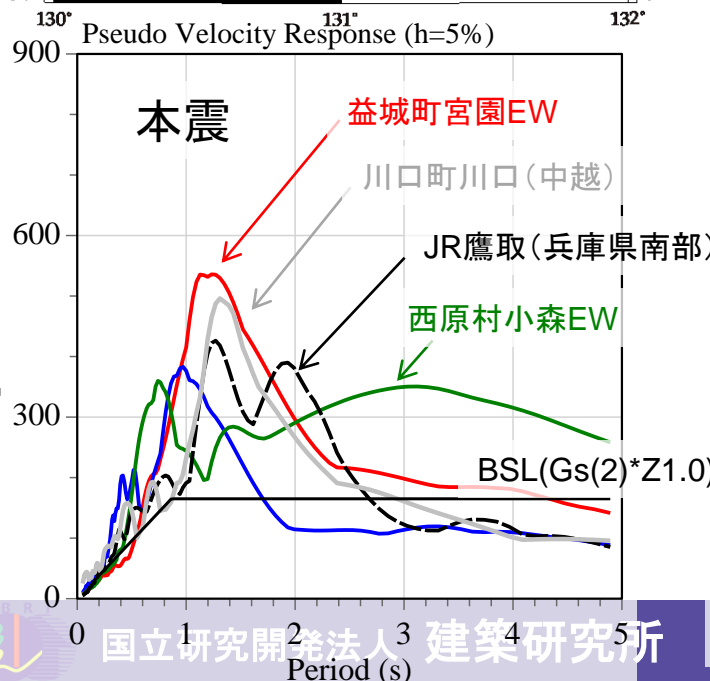 130° 131° 132°
Pseudo Velocity Response (h=5%)
900
本震
益城町宮園EW
川口町川口(中越)
600
JR鷹取(兵庫県南部)
西原村小森EW
300
BSL(Gs(2)*Z1.0)
0
0 1 2 3 4 5
国立研究開発法人 建築研究所
Period (s)